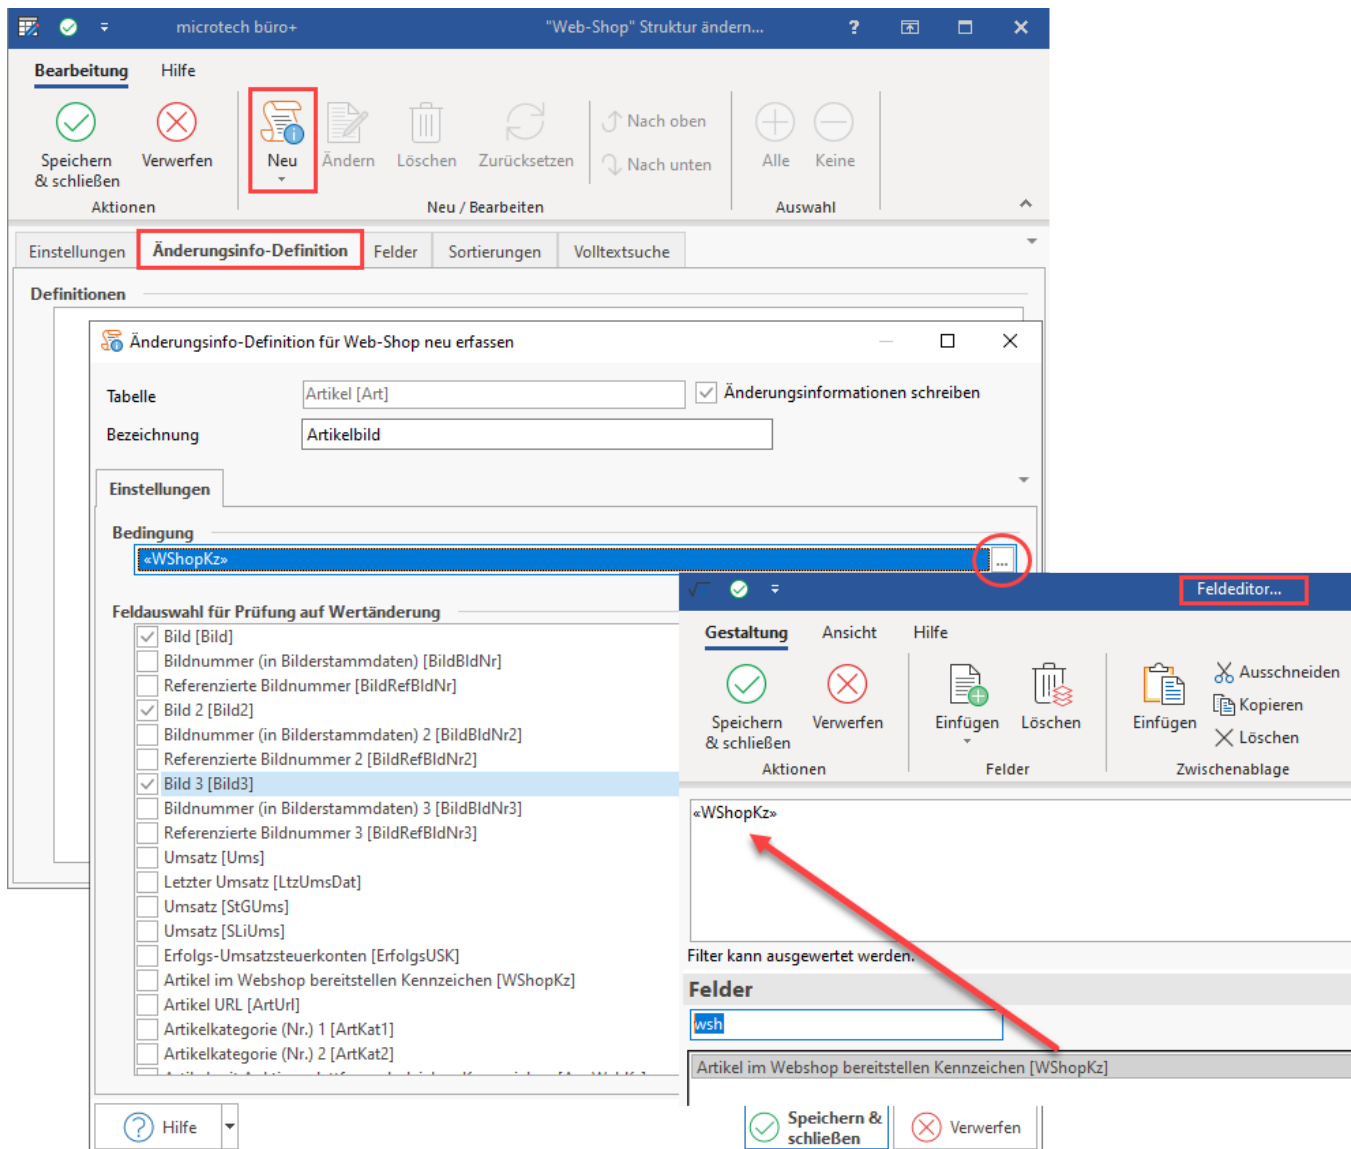 microtech büro+
"Web-Shop" Struktur ändern...
?
Bearbeitung
Hilfe
Speichern
& schließen
Verwerfen
Neu
Ändern
Löschen
Zurücksetzen
Nach oben
Nach unten
Alle
Keine
Aktionen
Neu / Bearbeiten
Auswahl
Einstellungen
Änderungsinfo-Definition
Felder
Sortierungen
Volltextsuche
Definitionen
Änderungsinfo-Definition für Web-Shop neu erfassen
Tabelle
Artikel [Art]
Änderungsinformationen schreiben
Bezeichnung
Artikelbild
Einstellungen
Bedingung
«WShopKz»
...
Feldauswahl für Prüfung auf Wertänderung
Bild [Bild]
Bildnummer (in Bilderstammdaten) [BildBldNr]
Referenzierte Bildnummer [BildRefBldNr]
Bild 2 [Bild2]
Bildnummer (in Bilderstammdaten) 2 [BildBldNr2]
Referenzierte Bildnummer 2 [BildRefBldNr2]
Bild 3 [Bild3]
Bildnummer (in Bilderstammdaten) 3 [BildBldNr3]
Referenzierte Bildnummer 3 [BildRefBldNr3]
Umsatz [Ums]
Letzter Umsatz [LtzUmsDat]
Umsatz [StGUms]
Umsatz [SLiUms]
Erfolgs-Umsatzsteuerkonten [ErfolgsUSK]
Artikel im Webshop bereitstellen Kennzeichen [WShopKz]
Artikel URL [ArtUrl]
Artikelkategorie (Nr.) 1 [ArtKat1]
Artikelkategorie (Nr.) 2 [ArtKat2]
Hilfe
Speichern &
schließen
Verwerfen
Feldeditor...
Gestaltung
Ansicht
Hilfe
Speichern
& schließen
Verwerfen
Einfügen
Löschen
Einfügen
Ausschneiden
Kopieren
Löschen
Aktionen
Felder
Zwischenablage
«WShopKz»
Filter kann ausgewertet werden.
Felder
wsh
Artikel im Webshop bereitstellen Kennzeichen [WShopKz]